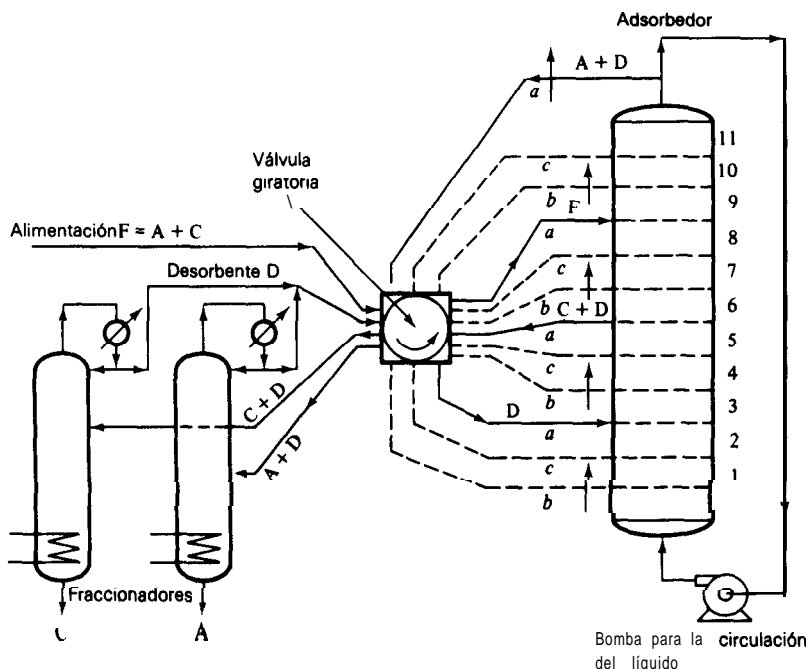 Adsorbedor
A + D
a
11
10
c
9
b
Válvula
giratoria
F
a
8
Alimentación F = A + C
c
7
Desorbente D
b
6
C + D
a
5
c
4
b
3
D
a
2
c
1
b
C + D
A + D
Fraccionadores
C
A
Bomba para la circulación
del líquido